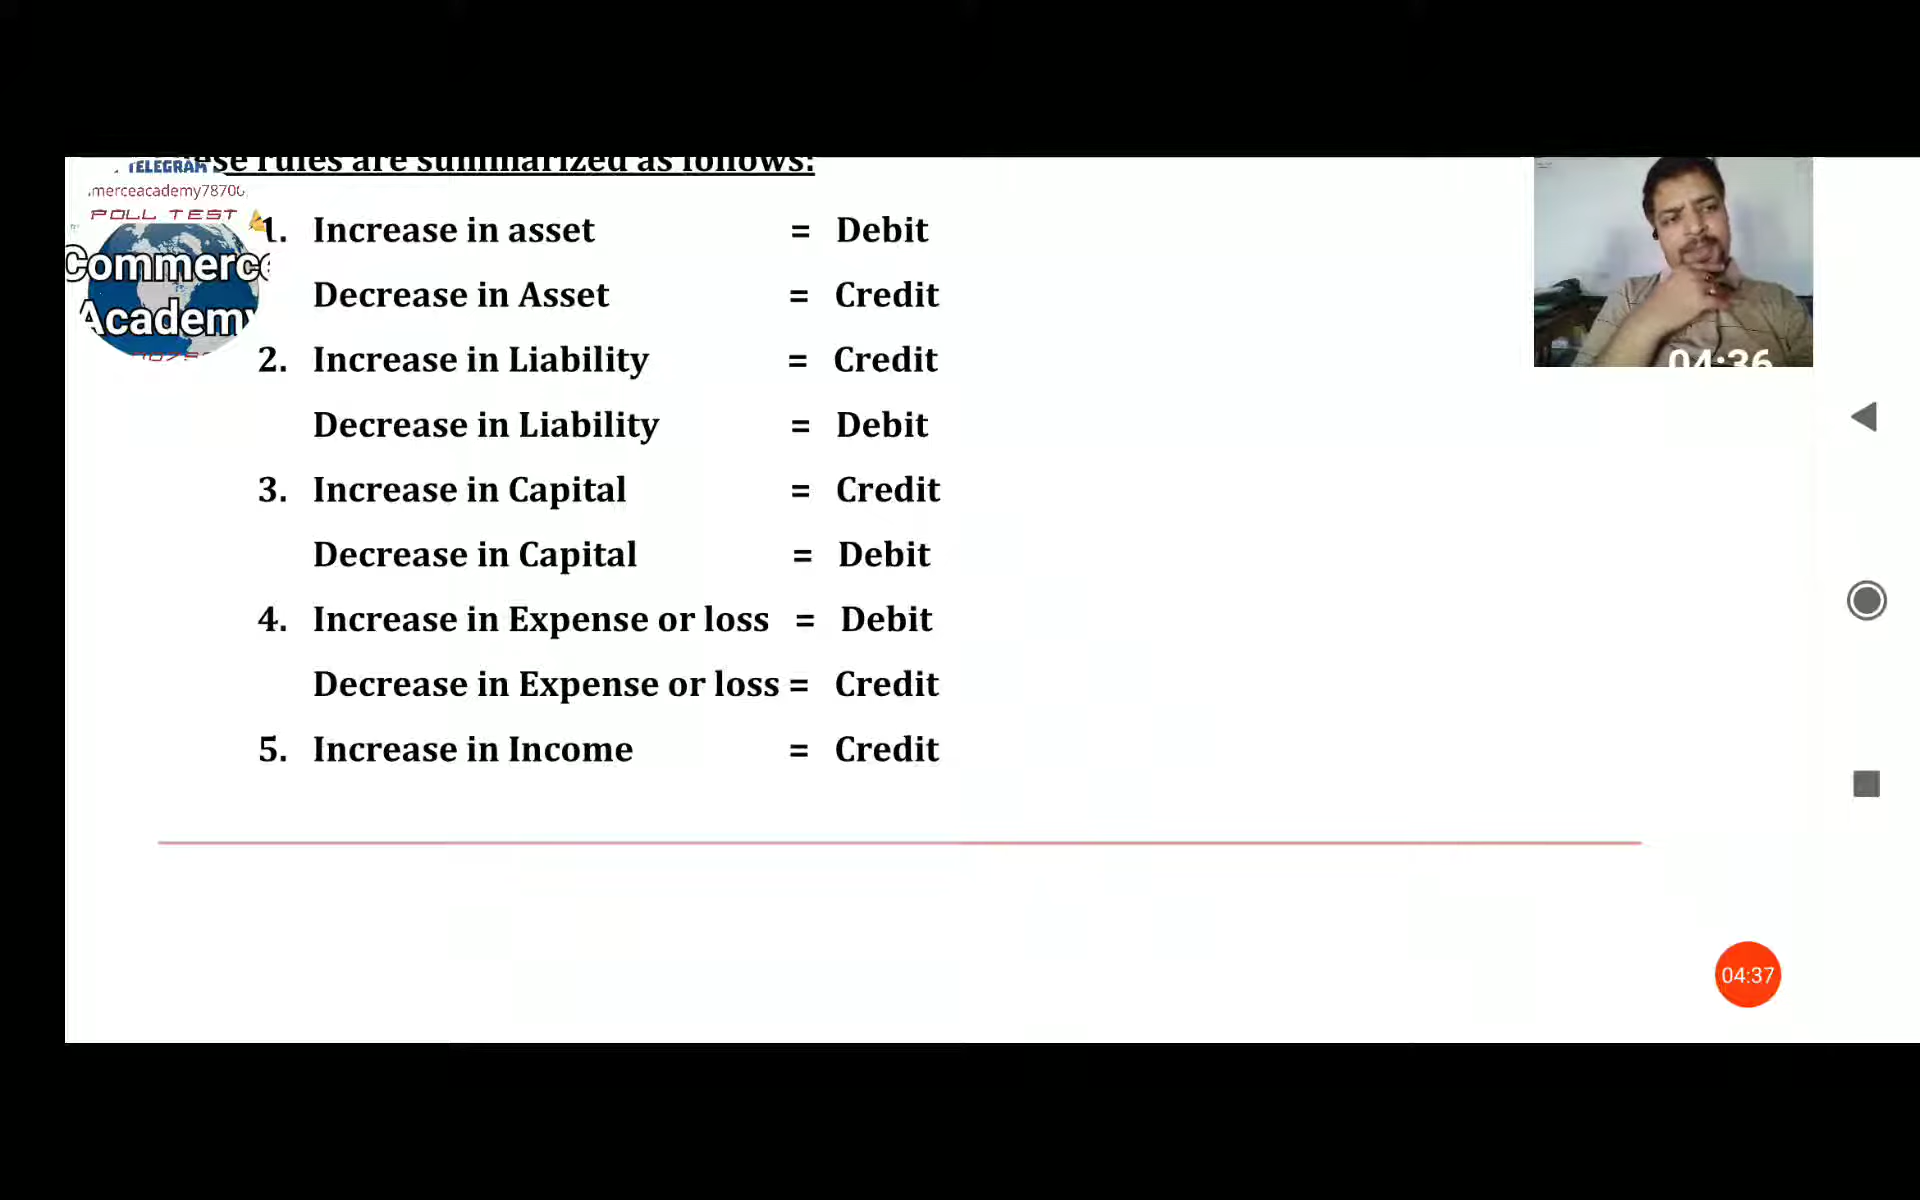 rules are summarized as follows:
TELEGRAM
merceacademy7870
POLL TEST
Commerce
Academy
1. Increase in asset = Debit
Decrease in Asset = Credit
2. Increase in Liability = Credit
Decrease in Liability = Debit
3. Increase in Capital = Credit
Decrease in Capital = Debit
4. Increase in Expense or loss = Debit
Decrease in Expense or loss = Credit
5. Increase in Income = Credit
04:36
04:37